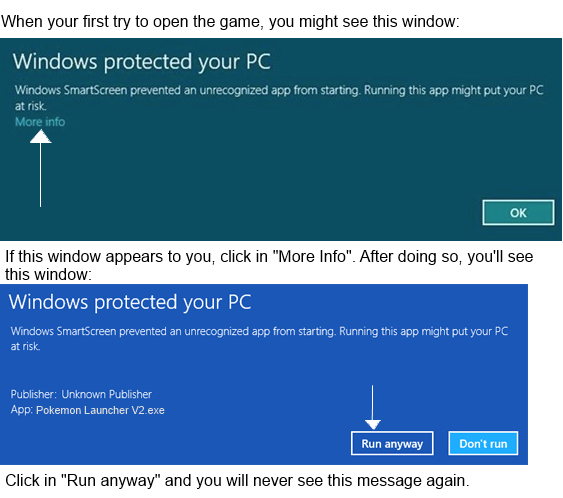 When your first try to open the game, you might see this window:
Windows protected your PC
Windows SmartScreen prevented an unrecognized app from starting. Running this app might put your PC
at risk.
More info
OK
If this window appears to you, click in "More Info". After doing so, you'll see
this window:
Windows protected your PC
Windows SmartScreen prevented an unrecognized app from starting. Running this app might put your PC
at risk.
Publisher: Unknown Publisher
App: Pokemon Launcher V2.exe
Run anyway Don't run
Click in "Run anyway" and you will never see this message again.